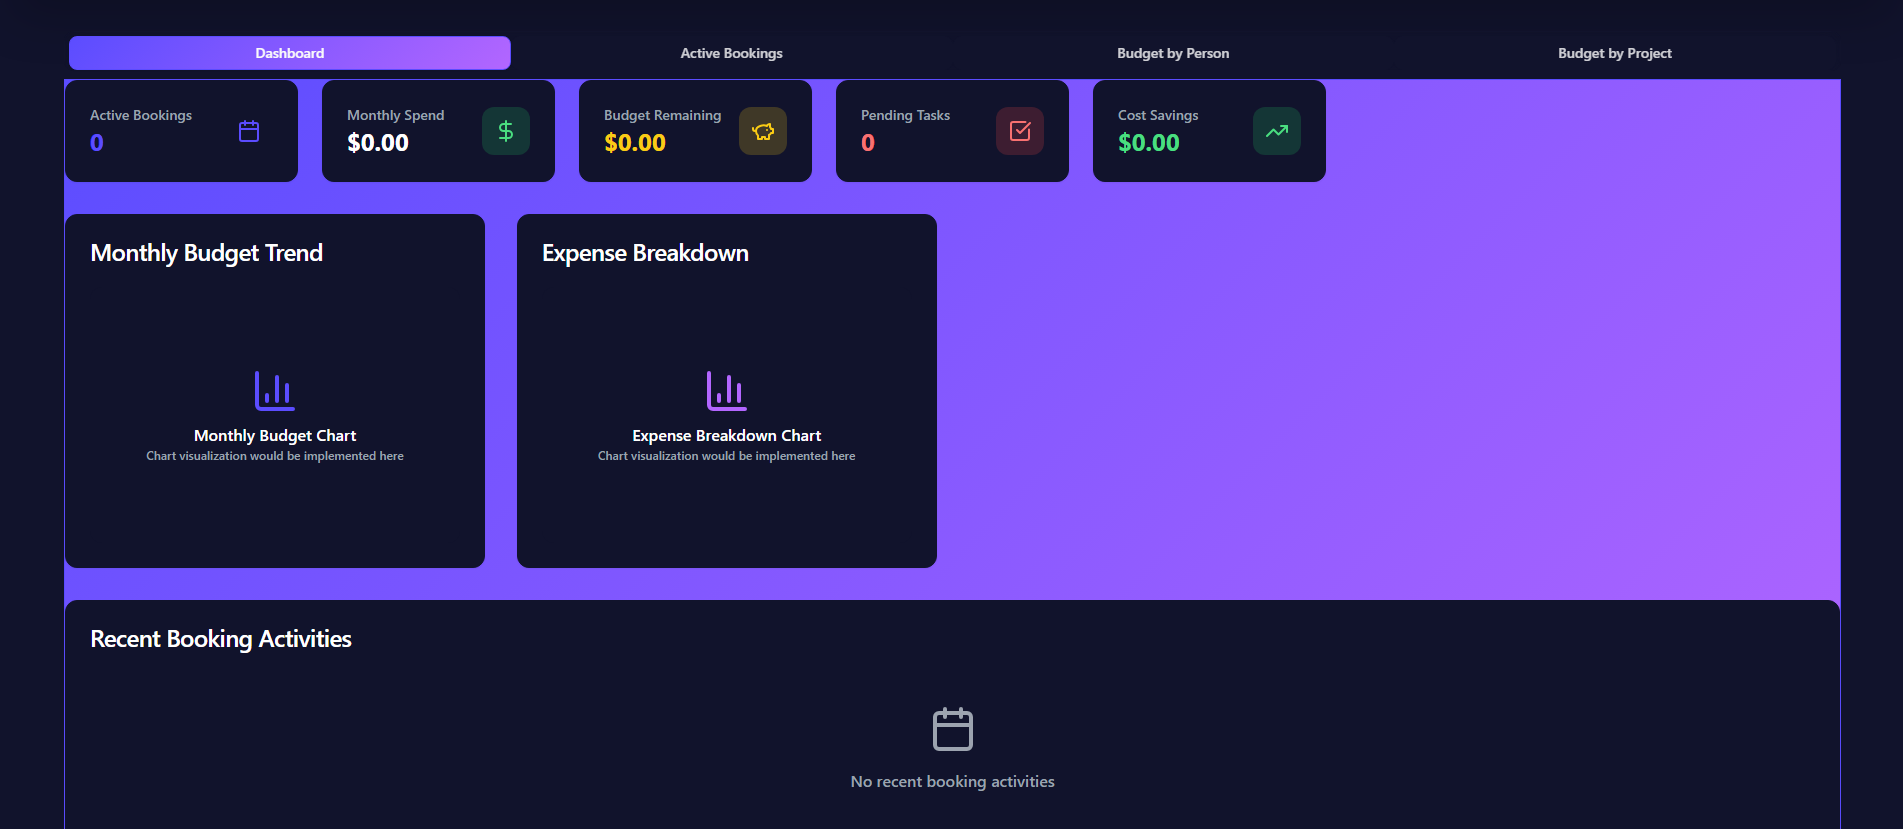 Dashboard
Active Bookings
Budget by Person
Budget by Project
Active Bookings
0
Monthly Spend
$0.00
Budget Remaining
$0.00
Pending Tasks
0
Cost Savings
$0.00
Monthly Budget Trend
Monthly Budget Chart
Chart visualization would be implemented here
Expense Breakdown
Expense Breakdown Chart
Chart visualization would be implemented here
Recent Booking Activities
No recent booking activities